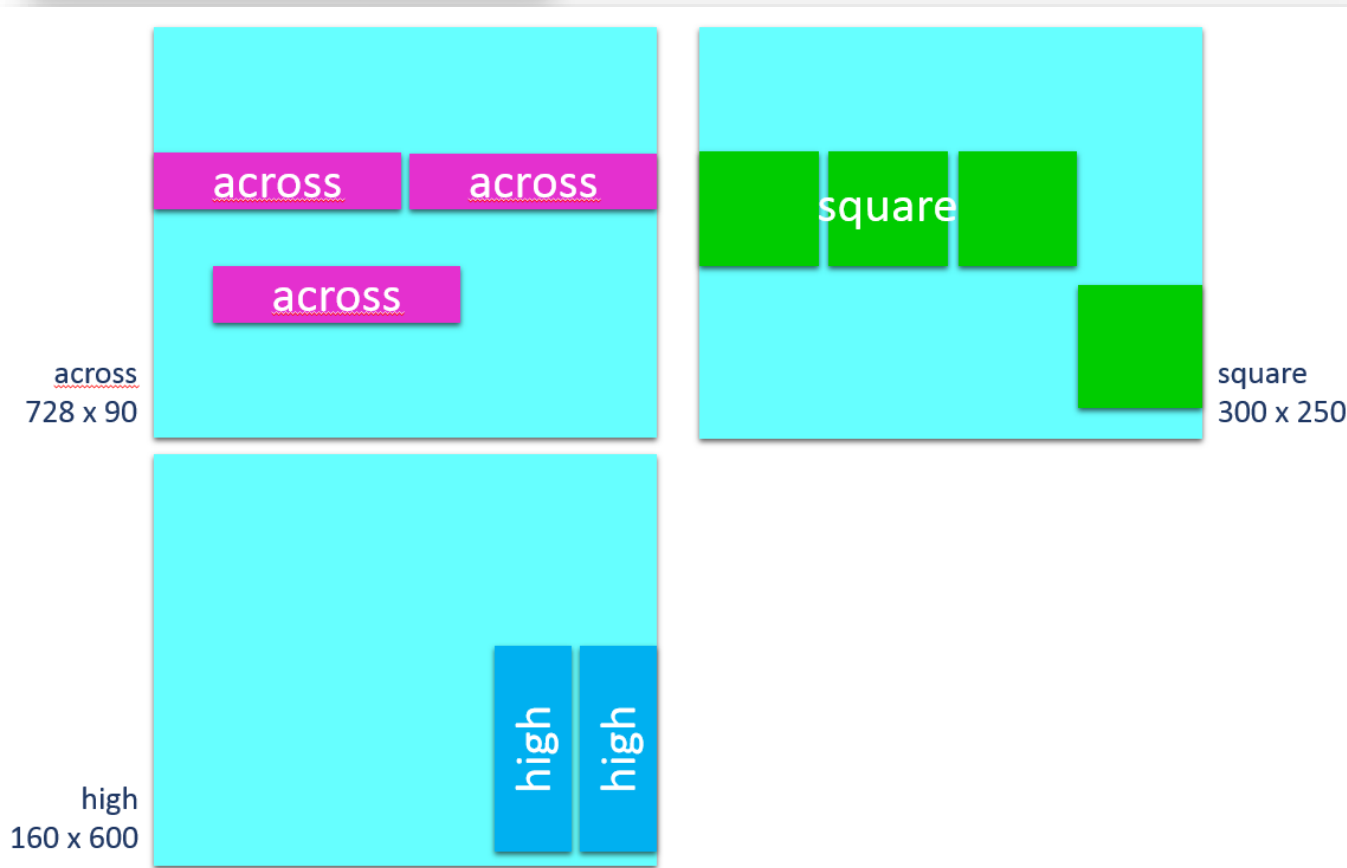 across across
across
across
728 x 90
square
square
300 x 250
high high
high
160 x 600